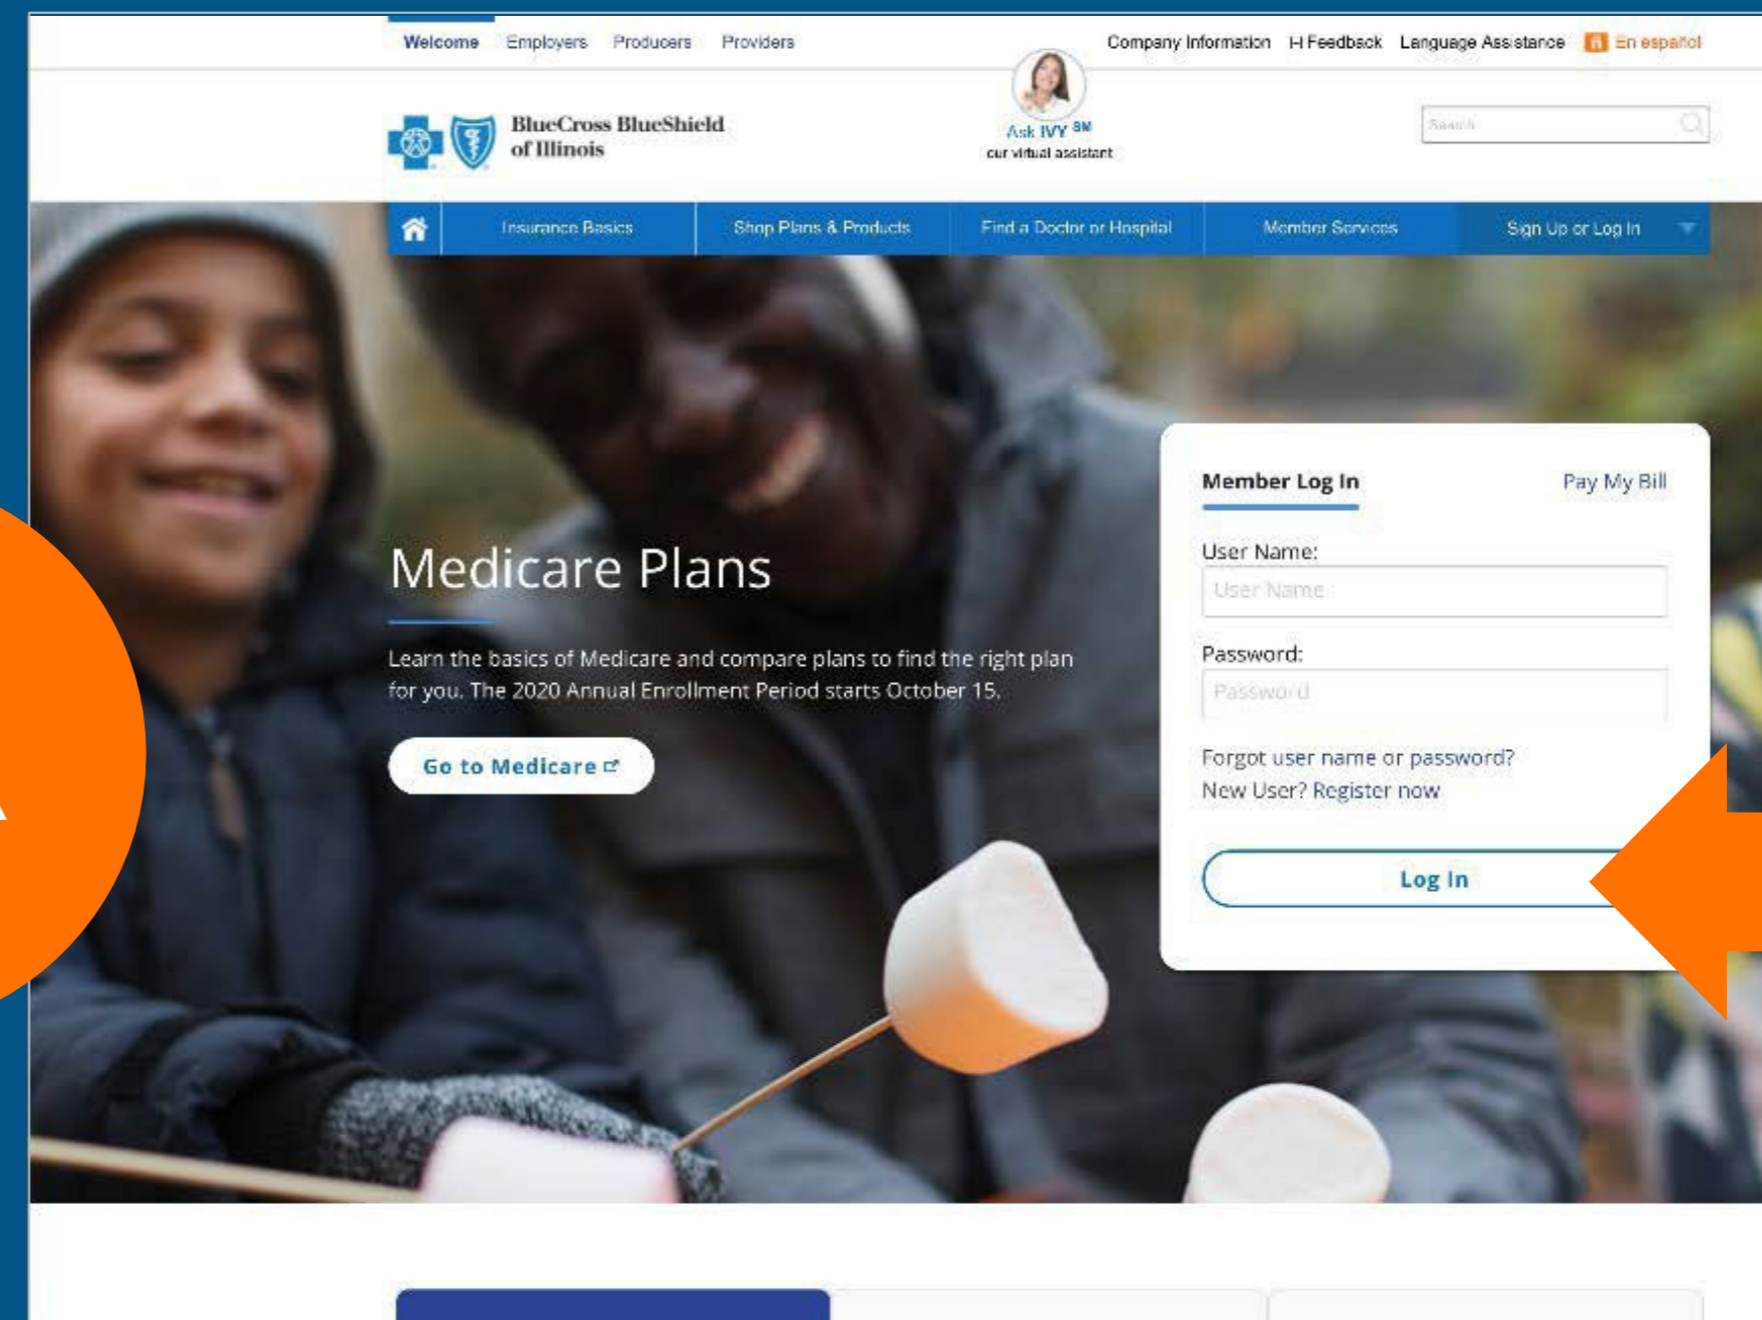 Welcome Employers Producers Providers
Company Information Feedback Language Assistance En español
BlueCross BlueShield
of Illinois
Ask IVY SM
our virtual assistant
Search
Insurance Basics Shop Plans & Products Find a Doctor or Hospital Member Services Sign Up or Log In
Medicare Plans
Learn the basics of Medicare and compare plans to find the right plan
for you. The 2020 Annual Enrollment Period starts October 15.
Go to Medicare
Member Log In Pay My Bill
User Name:
User Name
Password:
Password
Forgot user name or password?
New User? Register now
Log In